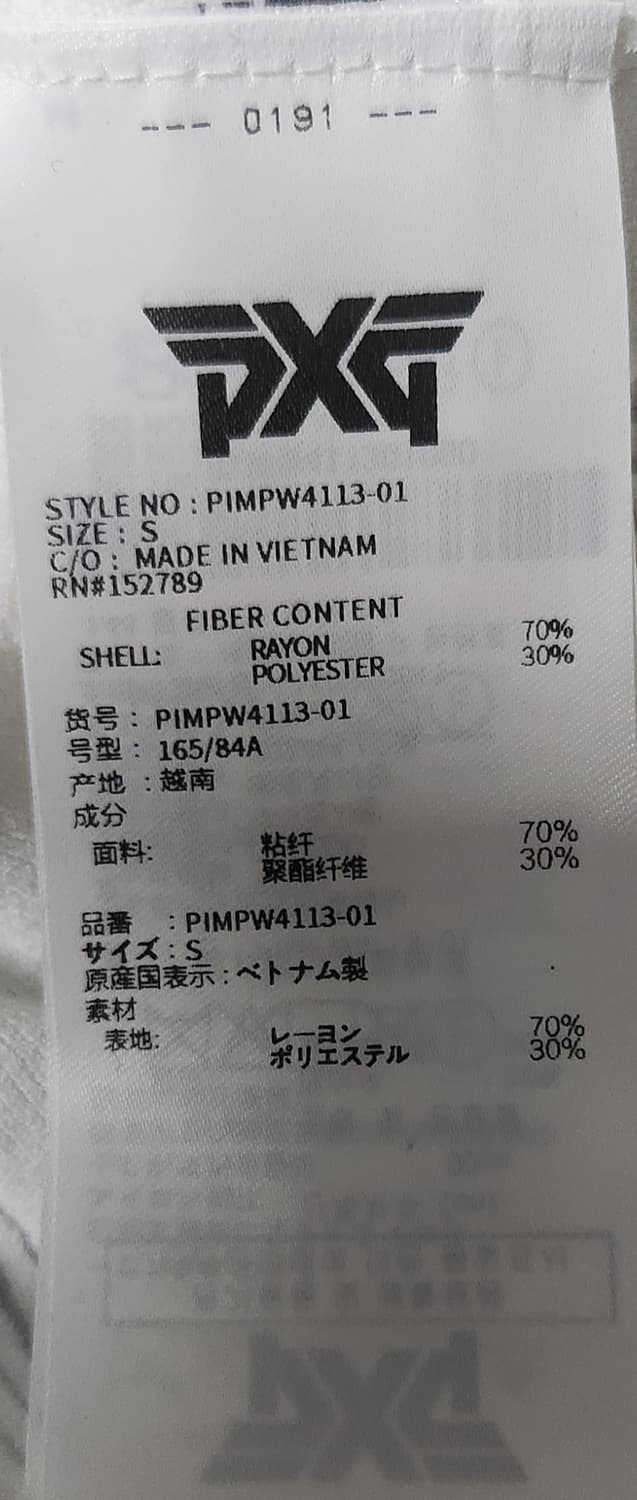 --- 0191 ---
PXG
STYLE NO : PIMPW4113-01
SIZE : S
C/O : MADE IN VIETNAM
RN#152789
FIBER CONTENT
SHELL: RAYON 70%
POLYESTER 30%
货号 : PIMPW4113-01
号型 : 165/84A
产地 : 越南
成分
面料: 粘纤 70%
聚酯纤维 30%
品番 : PIMPW4113-01
サイズ : S
原産国表示 : ベトナム製
素材
表地: レーヨン 70%
ポリエステル 30%